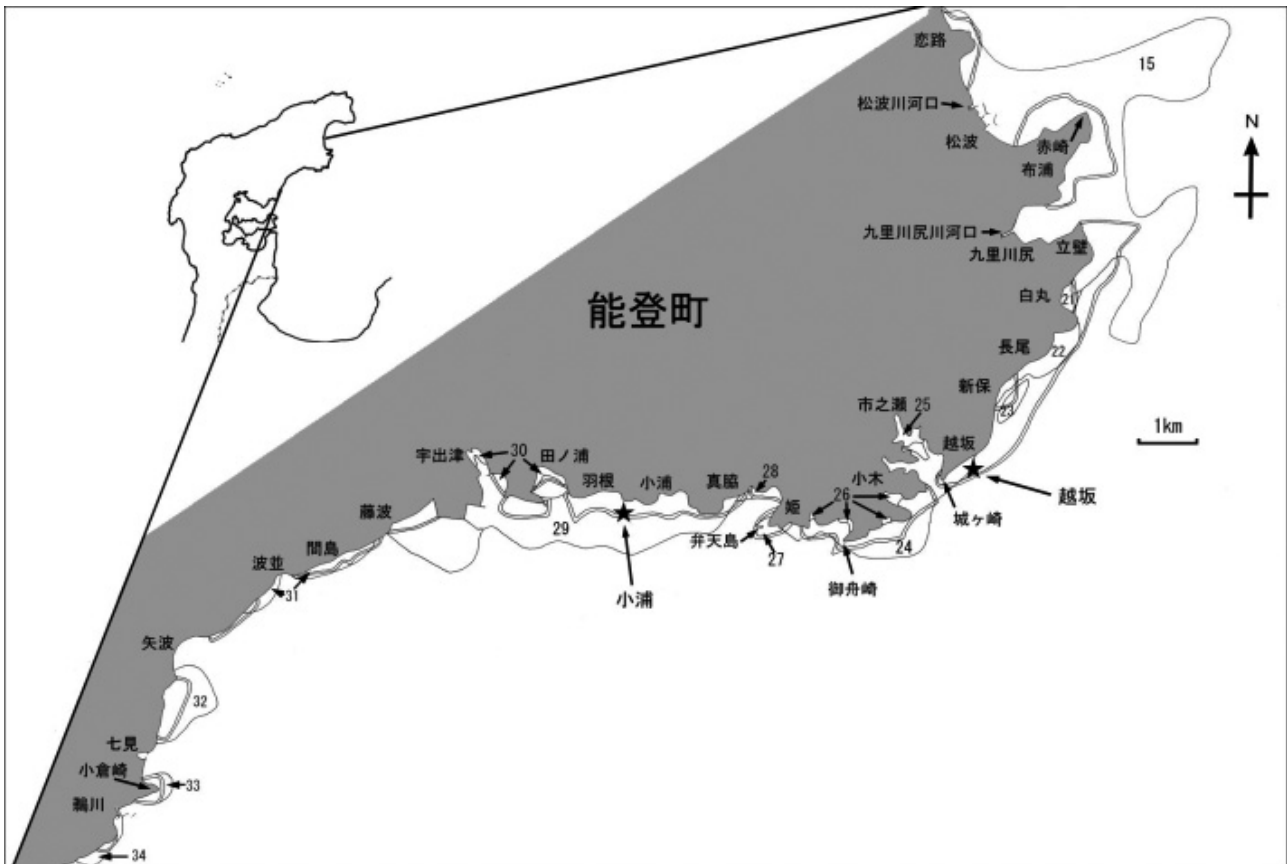 恋路
15
松波川河口
N
松波
赤崎
布浦
九里川尻川河口
九里川尻
立壁
能登町
白丸
21
長尾
22
新保
23
1km
市之瀬
25
越坂
越坂
城ヶ崎
宇出津
30
田ノ浦
羽根
小浦
真脇
28
小木
26
姫
弁天島
27
24
御舟崎
29
小浦
藤波
間島
波並
31
矢波
32
七見
小倉崎
33
鵜川
34